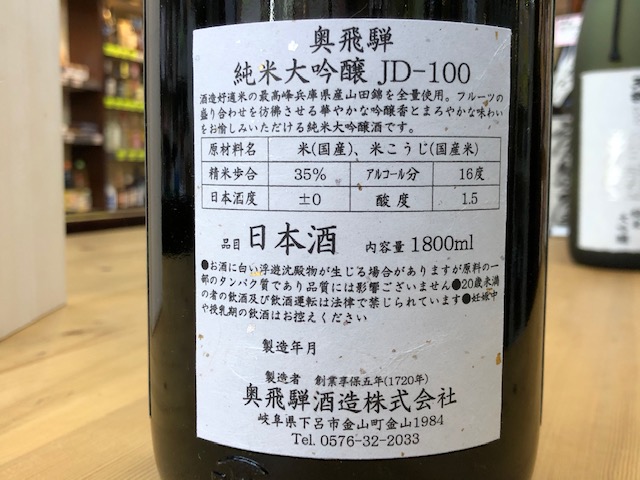 奥飛騨
純米大吟醸 JD-100
酒造好適米の最高峰兵庫県産山田錦を全量使用。フルーツの
盛り合わせを彷彿させる華やかな吟醸香とまろやかな味わい
をお愉しみいただける純米大吟醸酒です。
原材料名 米(国産)、米こうじ(国産米)
精米歩合 35% アルコール分 16度
日本酒度 ±0 酸度 1.5
品目 日本酒 内容量 1800ml
●お酒に白い浮遊沈殿物が生じる場合がありますが原料の一
部のタンパク質であり品質には影響ございません●20歳未満
の者の飲酒及び飲酒運転は法律で禁じられています●妊娠中
や授乳期の飲酒はお控えください
製造年月
製造者 創業享保五年(1720年)
奥飛騨酒造株式会社
岐阜県下呂市金山町金山1984
Tel. 0576-32-2033